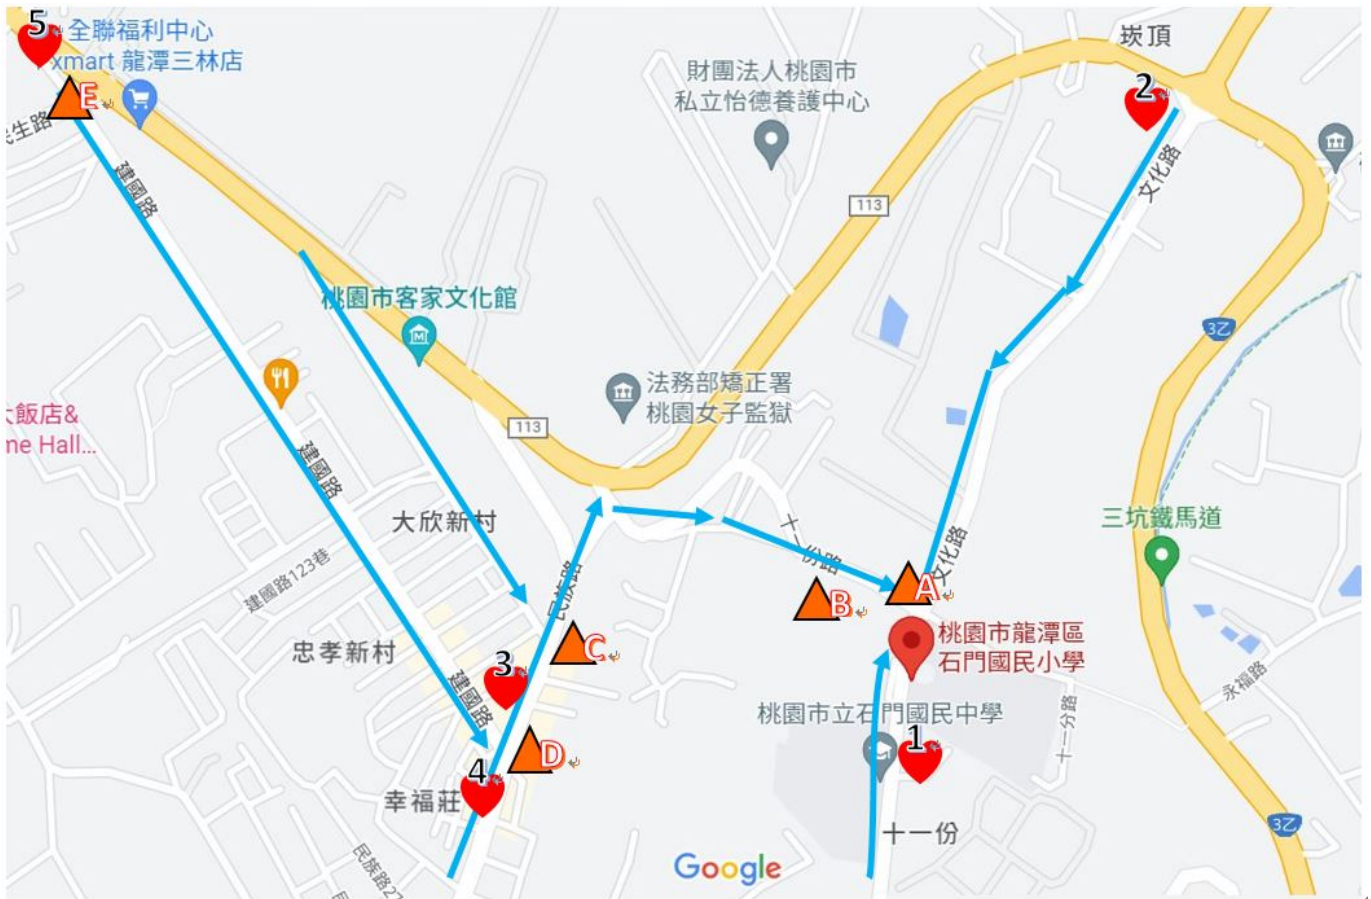 5
全聯福利中心
xmart 龍潭三林店
E
民生路
建國路
崁頂
2
財團法人桃園市
私立怡德養護中心
文化路
113
桃園市客家文化館
3乙
法務部矯正署
桃園女子監獄
大飯店&
me Hall...
113
建國路
大欣新村
十一份路
三坑鐵馬道
文化路
建國路123巷
民族路
A
B
C
桃園市龍潭區
石門國民小學
忠孝新村
3
建國路
永福路
桃園市立石門國民中學
十一份路
1
D
4
幸福莊
十一份
3乙
民族路27
Google